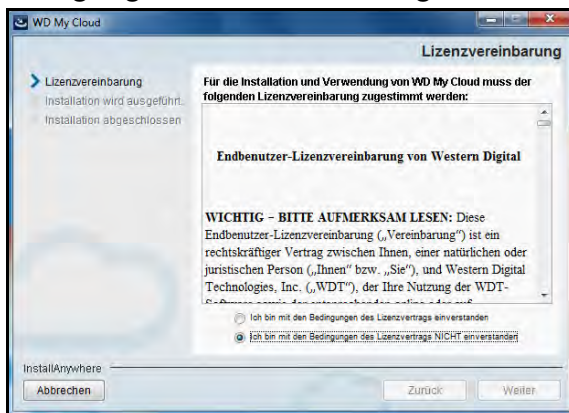 WD My Cloud
Lizenzvereinbarung
Lizenzvereinbarung
Installation wird ausgeführt.
Installation abgeschlossen
Für die Installation und Verwendung von WD My Cloud muss der
folgenden Lizenzvereinbarung zugestimmt werden:
Endbenutzer-Lizenzvereinbarung von Western Digital
WICHTIG – BITTE AUFMERKSAM LESEN: Diese
Endbenutzer-Lizenzvereinbarung („Vereinbarung“) ist ein
rechtskräftiger Vertrag zwischen Ihnen, einer natürlichen oder
juristischen Person („Ihnen“ bzw. „Sie“), und Western Digital
Technologies, Inc. („WDT“), der Ihre Nutzung der WDT-
Ich bin mit den Bedingungen des Lizenzvertrags einverstanden
Ich bin mit den Bedingungen des Lizenzvertrags NICHT einverstanden
InstallAnywhere
Abbrechen
Zurück
Weiter